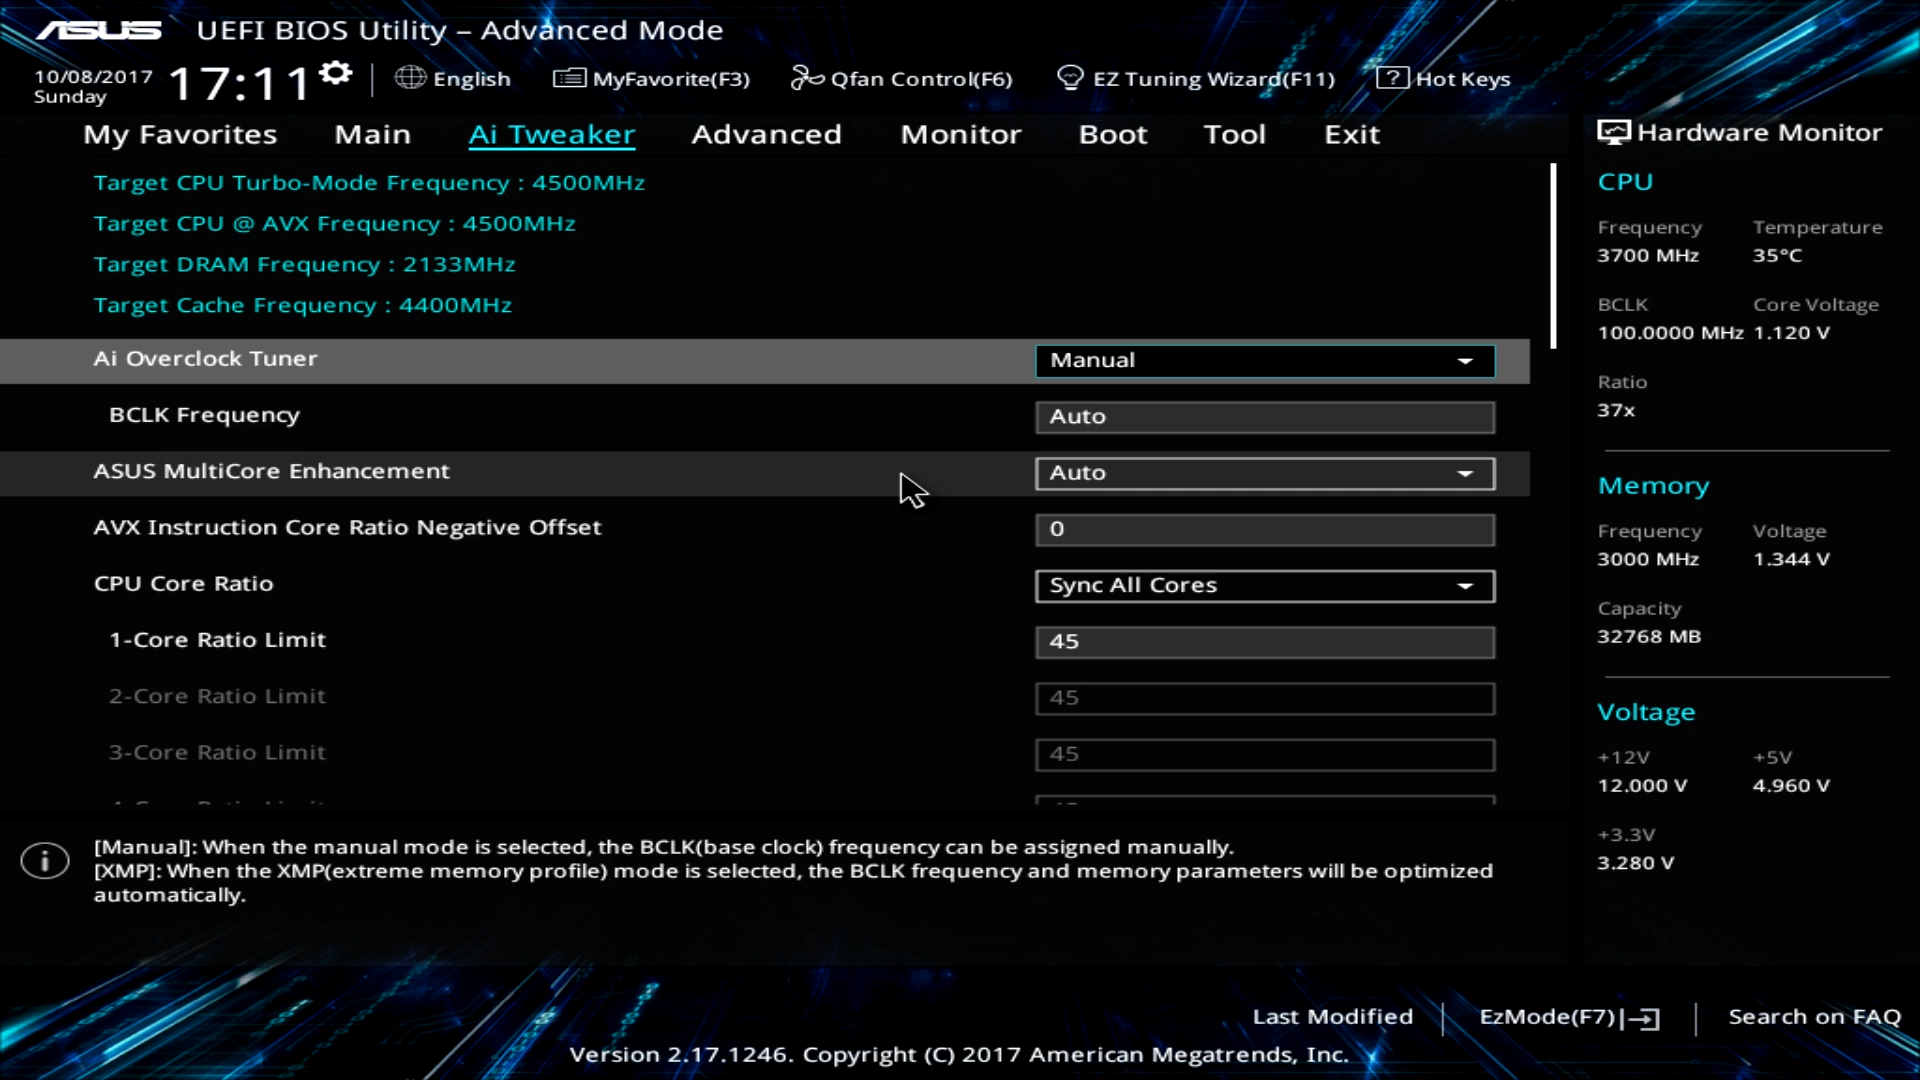 ASUS UEFI BIOS Utility – Advanced Mode
10/08/2017
Sunday
17:11
English
MyFavorite(F3)
Qfan Control(F6)
EZ Tuning Wizard(F11)
? Hot Keys
My Favorites Main Ai Tweaker Advanced Monitor Boot Tool Exit
Target CPU Turbo-Mode Frequency : 4500MHz
Target CPU @ AVX Frequency : 4500MHz
Target DRAM Frequency : 2133MHz
Target Cache Frequency : 4400MHz
Ai Overclock Tuner Manual
BCLK Frequency Auto
ASUS MultiCore Enhancement Auto
AVX Instruction Core Ratio Negative Offset 0
CPU Core Ratio Sync All Cores
1-Core Ratio Limit 45
2-Core Ratio Limit 45
3-Core Ratio Limit 45
[Manual]: When the manual mode is selected, the BCLK(base clock) frequency can be assigned manually.
[XMP]: When the XMP(extreme memory profile) mode is selected, the BCLK frequency and memory parameters will be optimized
automatically.
Hardware Monitor
CPU
Frequency Temperature
3700 MHz 35°C
BCLK Core Voltage
100.0000 MHz 1.120 V
Ratio
37x
Memory
Frequency Voltage
3000 MHz 1.344 V
Capacity
32768 MB
Voltage
+12V +5V
12.000 V 4.960 V
+3.3V
3.280 V
Last Modified EzMode(F7) Search on FAQ
Version 2.17.1246. Copyright (C) 2017 American Megatrends, Inc.